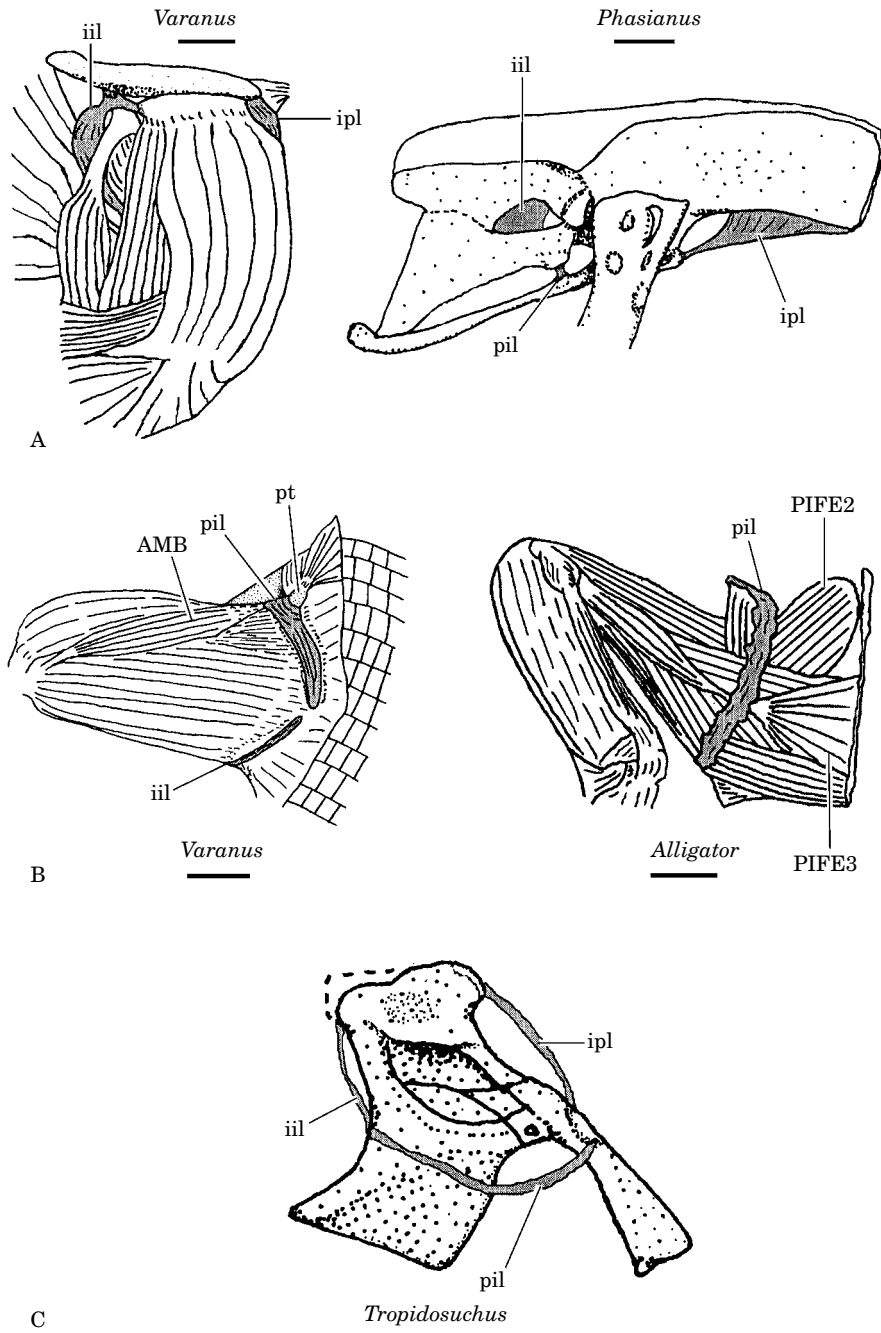 Varanus
Phasianus
iil
ipl
iil
pil
ipl
A
AMB
pil
pt
iil
pil
PIFE2
PIFE3
Varanus
Alligator
B
iil
ipl
pil
C
Tropidosuchus